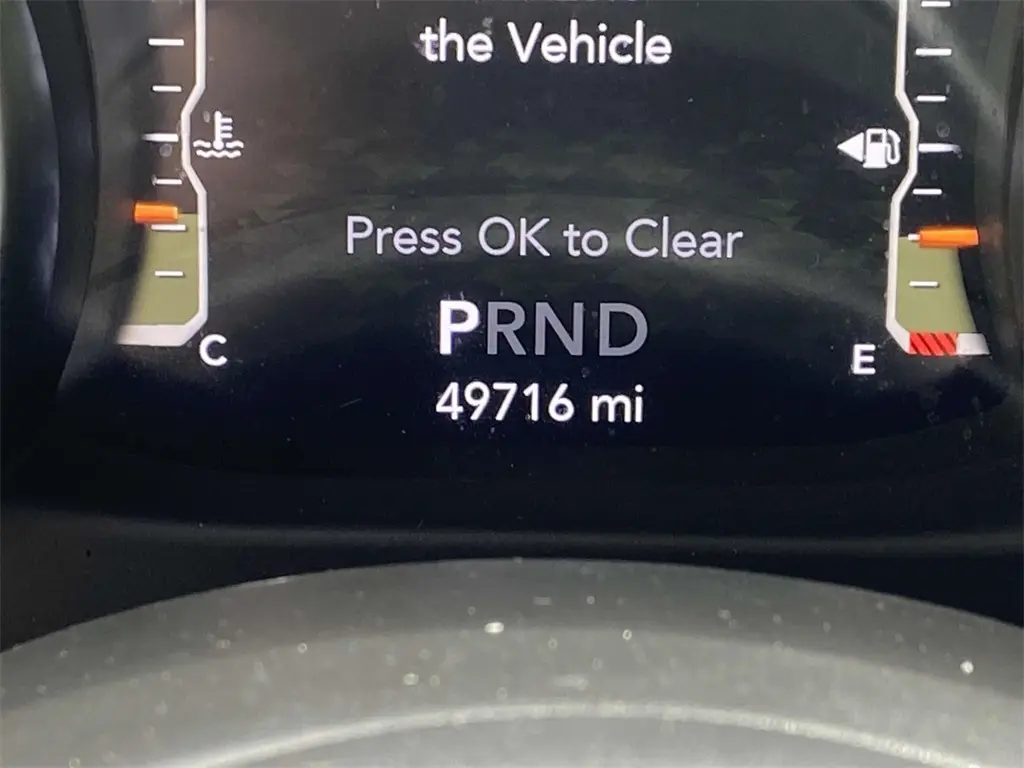 the Vehicle
Press OK to Clear
PRND
C
E
49716 mi